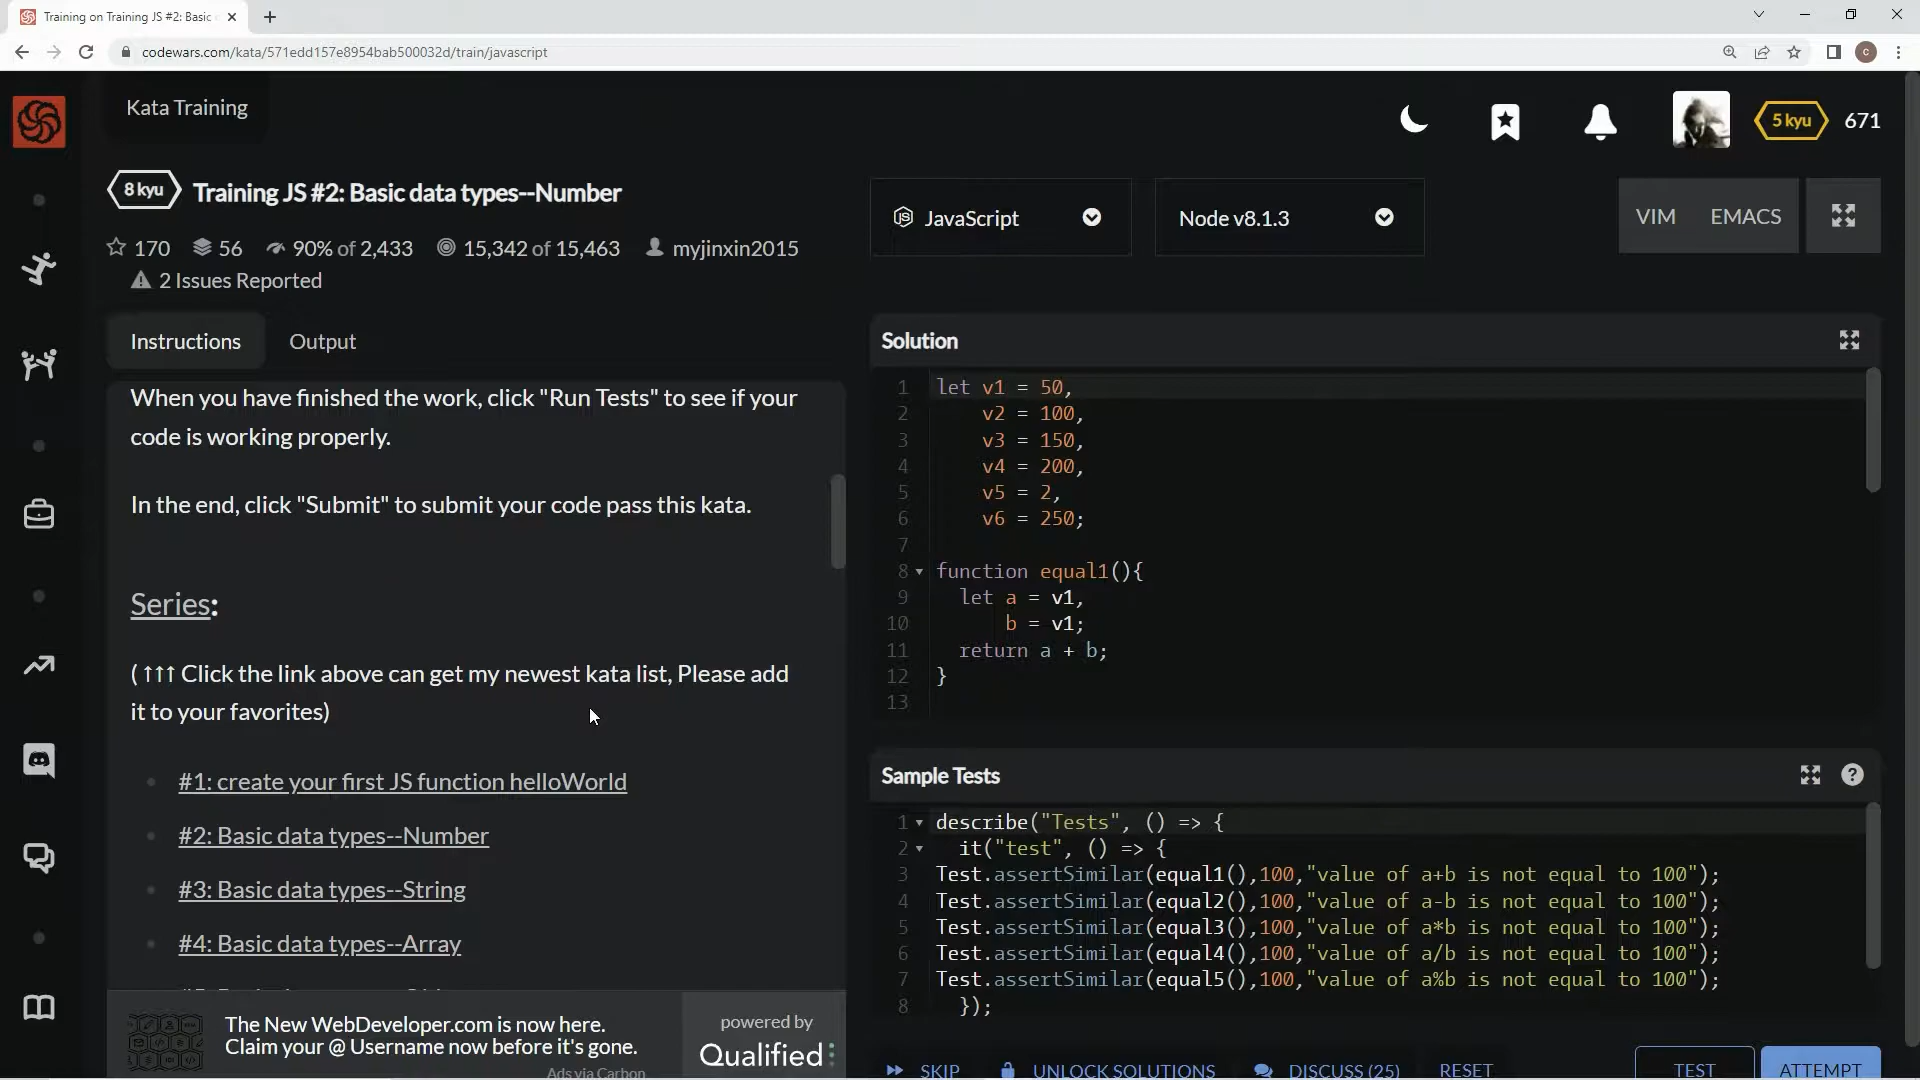 Training on Training JS #2: Basic
codewars.com/kata/571edd157e8954bab500032d/train/javascript
C
Kata Training
5 kyu
671
8 kyu
Training JS #2: Basic data types--Number
170
56
90% of 2,433
15,342 of 15,463
myjinxin2015
2 Issues Reported
JavaScript
Node v8.1.3
VIM
EMACS
Instructions
Output
When you have finished the work, click "Run Tests" to see if your
code is working properly.
In the end, click "Submit" to submit your code pass this kata.
Series:
( ↑↑↑ Click the link above can get my newest kata list, Please add
it to your favorites)
#1: create your first JS function helloWorld
#2: Basic data types--Number
#3: Basic data types--String
#4: Basic data types--Array
The New WebDeveloper.com is now here.
Claim your @ Username now before it's gone.
Ads via Carbon
powered by
Qualified
Solution
1 let v1 = 50,
2 v2 = 100,
3 v3 = 150,
4 v4 = 200,
5 v5 = 2,
6 v6 = 250;
7
8 function equal1(){
9 let a = v1,
10 b = v1;
11 return a + b;
12 }
13
Sample Tests
1 describe("Tests", () => {
2 it("test", () => {
3 Test.assertSimilar(equal1(),100,"value of a+b is not equal to 100");
4 Test.assertSimilar(equal2(),100,"value of a-b is not equal to 100");
5 Test.assertSimilar(equal3(),100,"value of a*b is not equal to 100");
6 Test.assertSimilar(equal4(),100,"value of a/b is not equal to 100");
7 Test.assertSimilar(equal5(),100,"value of a%b is not equal to 100");
8 });
SKIP
UNLOCK SOLUTIONS
DISCUSS (25)
RESET
TEST
ATTEMPT